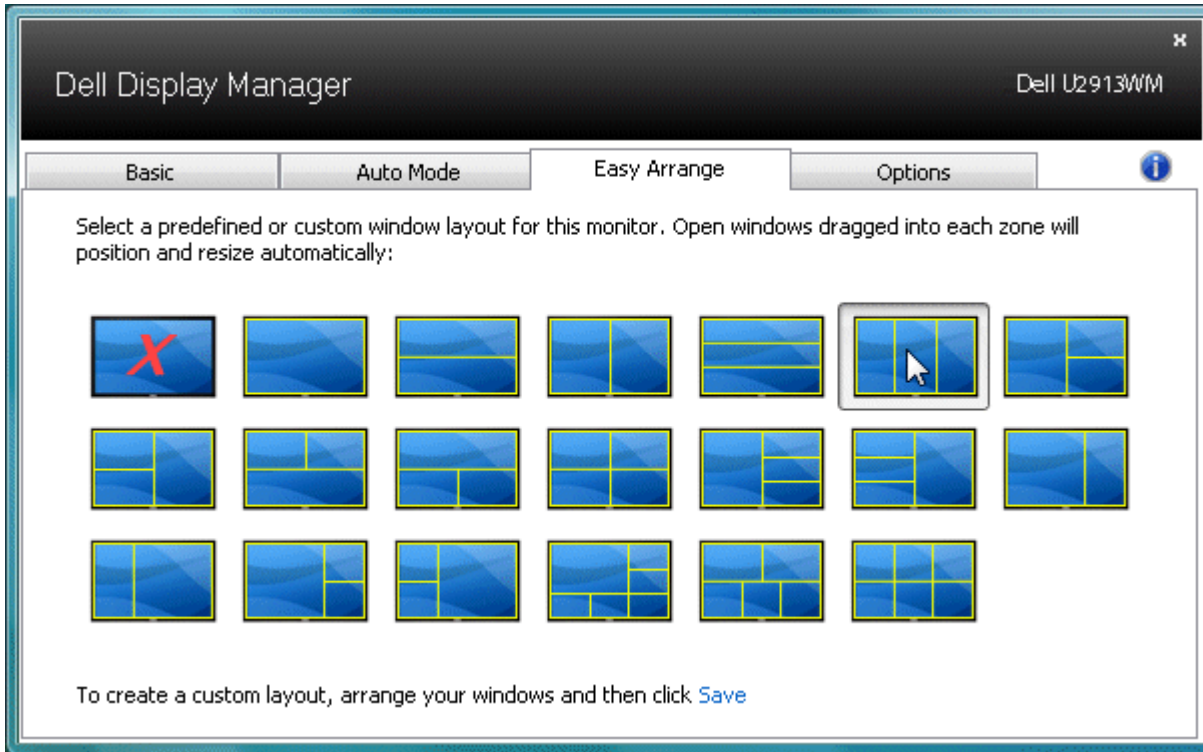 Dell Display Manager
Dell U2913WM
Basic
Auto Mode
Easy Arrange
Options
Select a predefined or custom window layout for this monitor. Open windows dragged into each zone will
position and resize automatically:
To create a custom layout, arrange your windows and then click Save